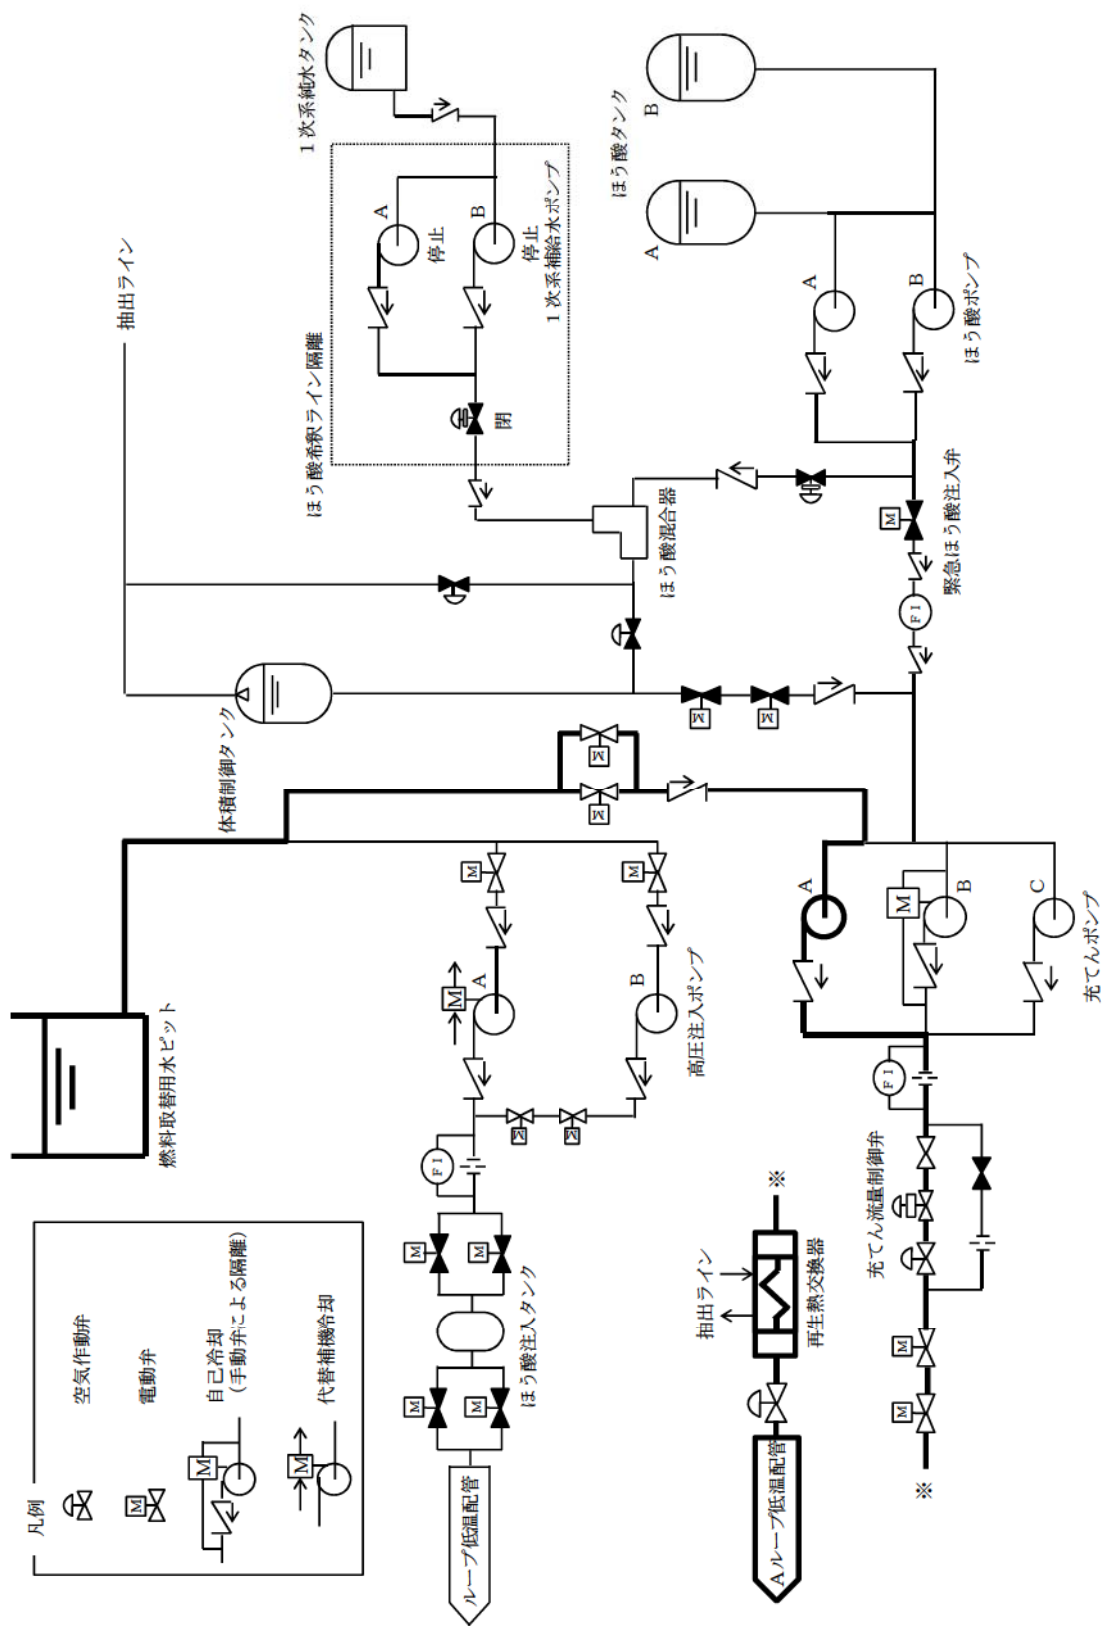 凡例
空気作動弁
M
電動弁
M
自己冷却
(手動弁による隔離)
M
代替補機冷却
燃料取替用水ピット
体積制御タンク
抽出ライン
1次系純水タンク
ほう酸希釈ライン隔離
A
停止
B
停止
1次系補給水ポンプ
閉
ほう酸混合器
ほう酸タンク
A
B
A
B
ほう酸ポンプ
M
緊急ほう酸注入弁
FI
M
M
M
M
M
M
M
A
B
高圧注入ポンプ
M
M
FI
M
M
ほう酸注入タンク
M
M
ループ低温配管
A
M
B
C
充てんポンプ
FI
充てん流量制御弁
M
M
※
※
抽出ライン
再生熱交換器
Aループ低温配管